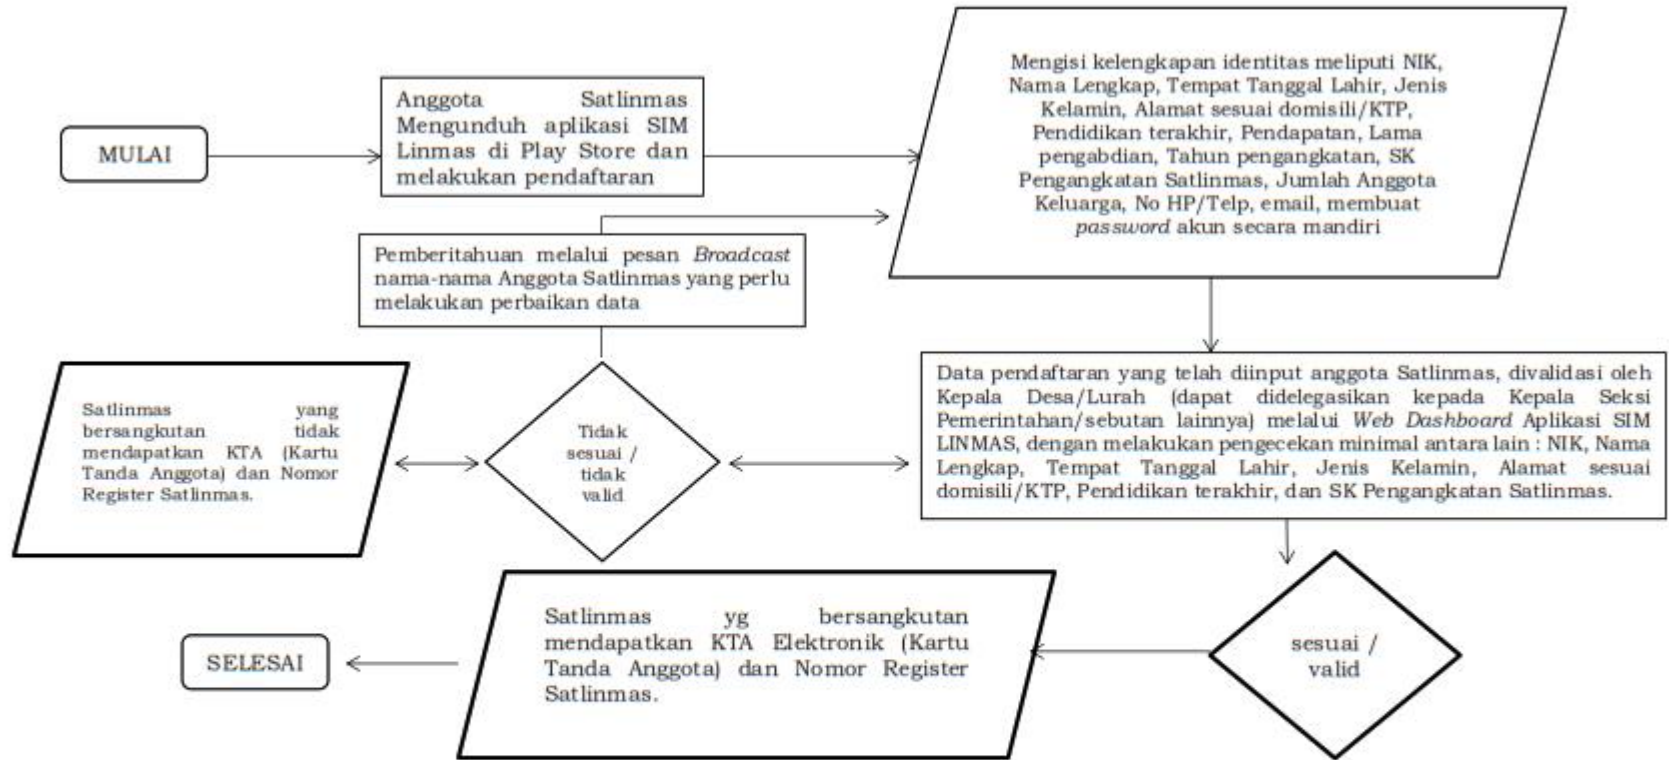 MULAI
Anggota Satlinmas
Mengunduh aplikasi SIM
Linmas di Play Store dan
melakukan pendaftaran
Mengisi kelengkapan identitas meliputi NIK,
Nama Lengkap, Tempat Tanggal Lahir, Jenis
Kelamin, Alamat sesuai domisili/KTP,
Pendidikan terakhir, Pendapatan, Lama
pengabdian, Tahun pengangkatan, SK
Pengangkatan Satlinmas, Jumlah Anggota
Keluarga, No HP/Telp, email, membuat
password akun secara mandiri
Pemberitahuan melalui pesan Broadcast
nama-nama Anggota Satlinmas yang perlu
melakukan perbaikan data
Satlinmas yang
bersangkutan tidak
mendapatkan KTA (Kartu
Tanda Anggota) dan Nomor
Register Satlinmas.
Tidak
sesuai /
tidak
valid
Data pendaftaran yang telah diinput anggota Satlinmas, divalidasi oleh
Kepala Desa/Lurah (dapat didelegasikan kepada Kepala Seksi
Pemerintahan/sebutan lainnya) melalui Web Dashboard Aplikasi SIM
LINMAS, dengan melakukan pengecekan minimal antara lain : NIK, Nama
Lengkap, Tempat Tanggal Lahir, Jenis Kelamin, Alamat sesuai
domisili/KTP, Pendidikan terakhir, dan SK Pengangkatan Satlinmas.
sesuai /
valid
Satlinmas yg bersangkutan
mendapatkan KTA Elektronik (Kartu
Tanda Anggota) dan Nomor Register
Satlinmas.
SELESAI